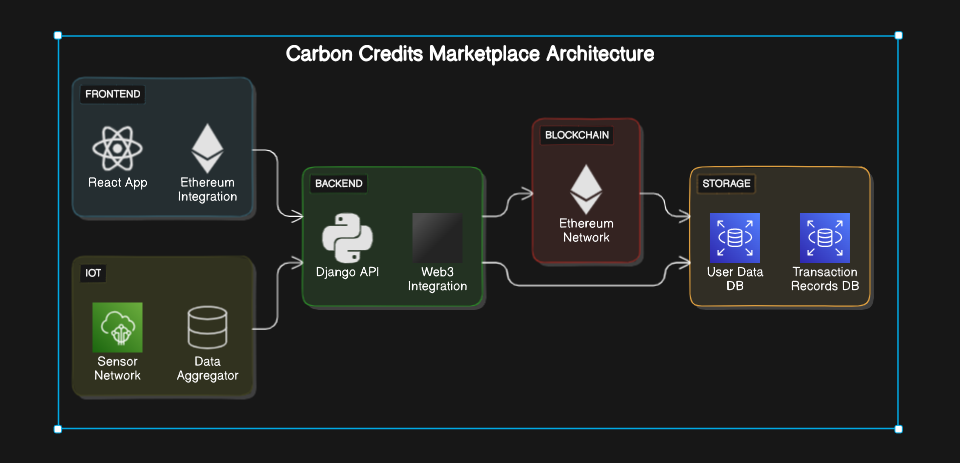 Carbon Credits Marketplace Architecture
FRONTEND
React App
Ethereum
Integration
IOT
Sensor
Network
Data
Aggregator
BACKEND
Django API
Web3
Integration
BLOCKCHAIN
Ethereum
Network
STORAGE
User Data
DB
Transaction
Records DB